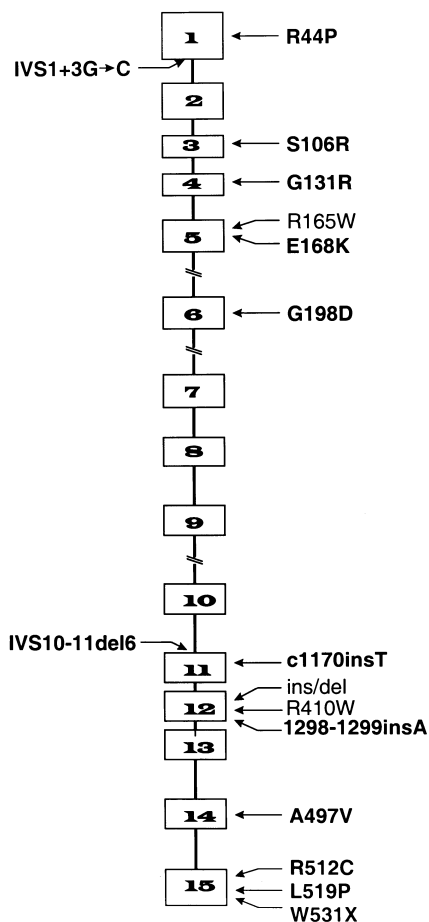 1
R44P
IVS1+3G→C
2
3
S106R
4
G131R
R165W
5
E168K
6
G198D
7
8
9
10
IVS10-11del6
11
c1170insT
ins/del
12
R410W
1298-1299insA
13
14
A497V
R512C
15
L519P
W531X